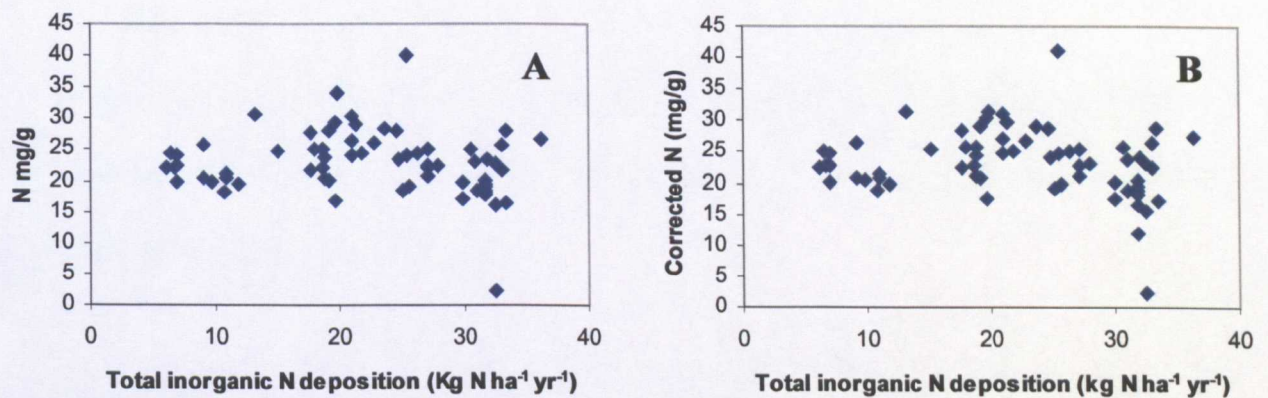 45
40
35
30
25
20
15
10
5
0
N mg/g
A
0 10 20 30 40
Total inorganic N deposition (Kg N ha⁻¹ yr⁻¹)
45
40
35
30
25
20
15
10
5
0
Corrected N (mg/g)
B
0 10 20 30 40
Total inorganic N deposition (kg N ha⁻¹ yr⁻¹)